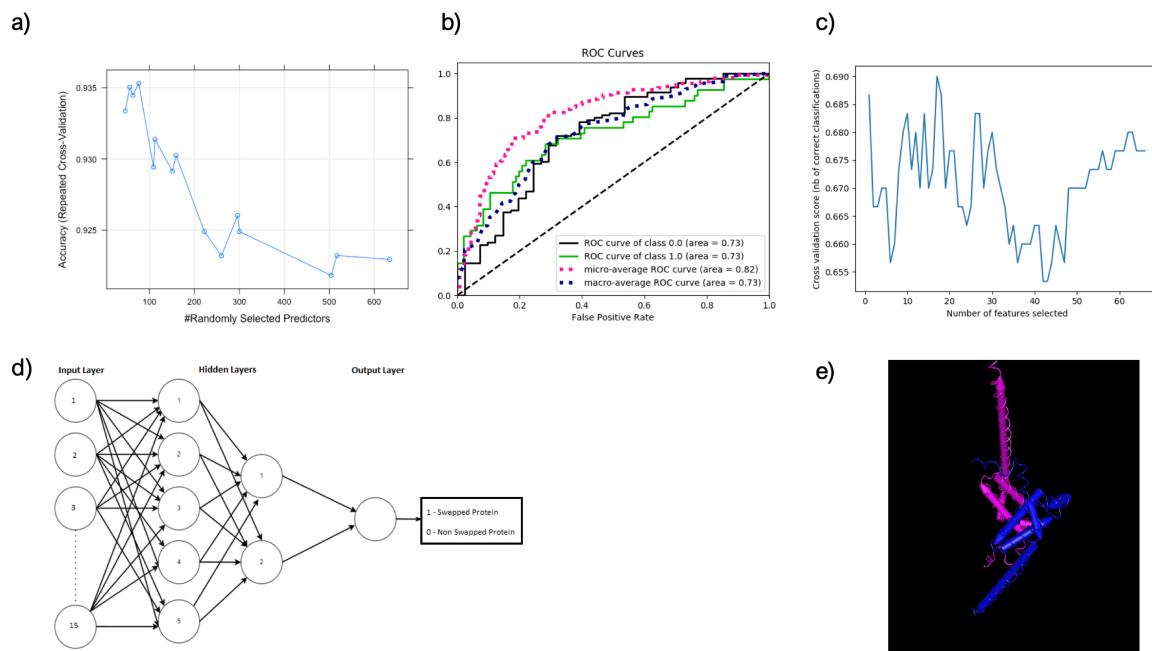 a)
0.935
0.930
0.925
Accuracy (Repeated Cross-Validation)
100 200 300 400 500 600
#Randomly Selected Predictors
b)
ROC Curves
1.0
0.8
0.6
0.4
0.2
0.0
0.0 0.2 0.4 0.6 0.8 1.0
False Positive Rate
ROC curve of class 0.0 (area = 0.73)
ROC curve of class 1.0 (area = 0.73)
micro-average ROC curve (area = 0.82)
macro-average ROC curve (area = 0.73)
c)
0.690
0.685
0.680
0.675
0.670
0.665
0.660
0.655
Cross validation score (nb of correct classifications)
0 10 20 30 40 50 60
Number of features selected
d)
Input Layer
Hidden Layers
Output Layer
1
2
3
15
1
2
3
4
5
1
2
1 - Swapped Protein
0 - Non Swapped Protein
e)